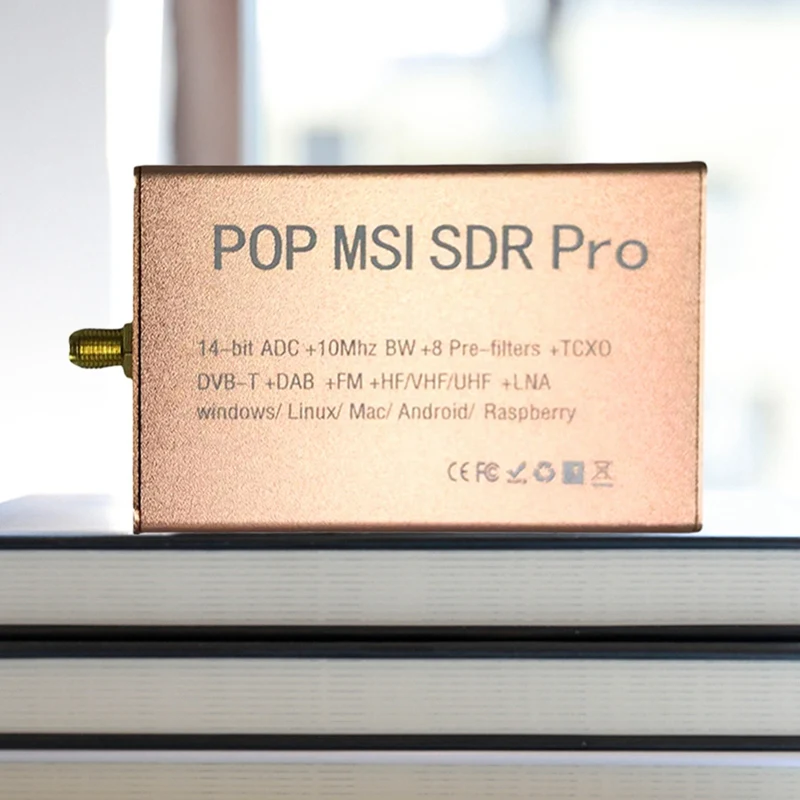 POP MSI SDR Pro
14-bit ADC +10Mhz BW +8 Pre-filters +TCXO
DVB-T +DAB +FM +HF/VHF/UHF +LNA
windows/ Linux/ Mac/ Android/ Raspberry
CE FC